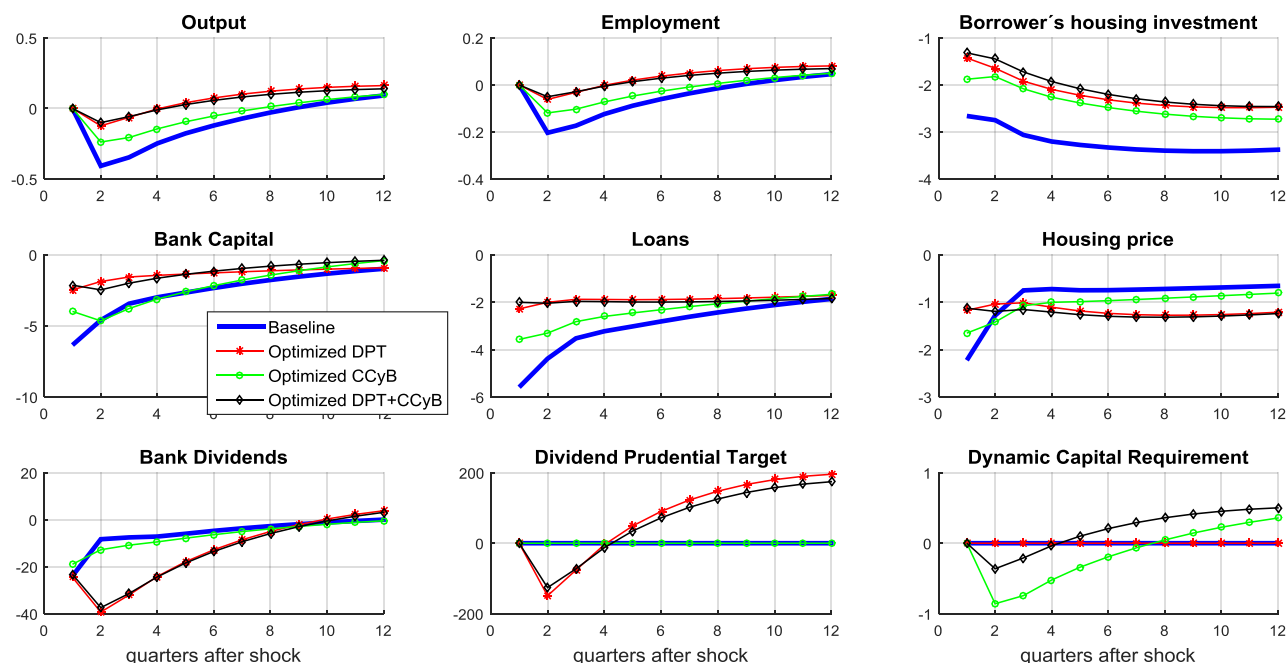 Output
Employment
Borrower´s housing investment
0.5
0
-0.5
0 2 4 6 8 10 12
0.4
0.2
0
-0.2
0.4
0 2 4 6 8 10 12
-1
-2
-3
-4
0 2 4 6 8 10 12
Bank Capital
Loans
Housing price
0
-5
-10
0 2 4 6 8 10 12
0
-2
-4
-6
0 2 4 6 8 10 12
0
-1
-2
-3
0 2 4 6 8 10 12
Baseline
Optimized DPT
Optimized CCyB
Optimized DPT+CCyB
Bank Dividends
Dividend Prudential Target
Dynamic Capital Requirement
20
0
-20
-40
0 2 4 6 8 10 12
quarters after shock
200
0
-200
0 2 4 6 8 10 12
quarters after shock
1
0
-1
0 2 4 6 8 10 12
quarters after shock